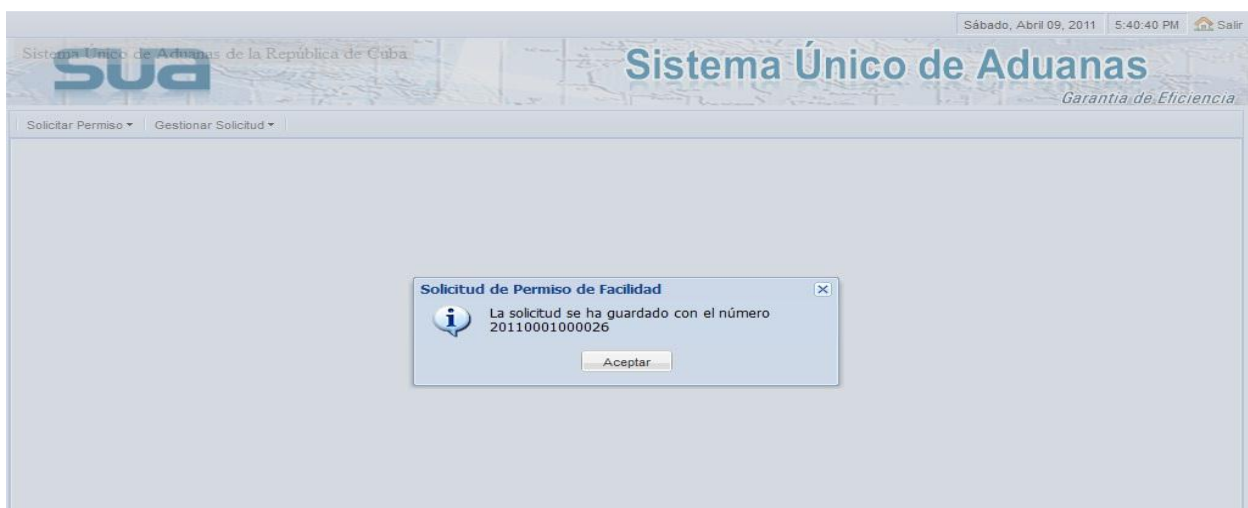 Sábado, Abril 09, 2011 5:40:40 PM Salir
Sistema Único de Aduanas de la República de Cuba
sua
Sistema Único de Aduanas
Garantía de Eficiencia
Solicitar Permiso Gestionar Solicitud
Solicitud de Permiso de Facilidad
La solicitud se ha guardado con el número
20110001000026
Aceptar